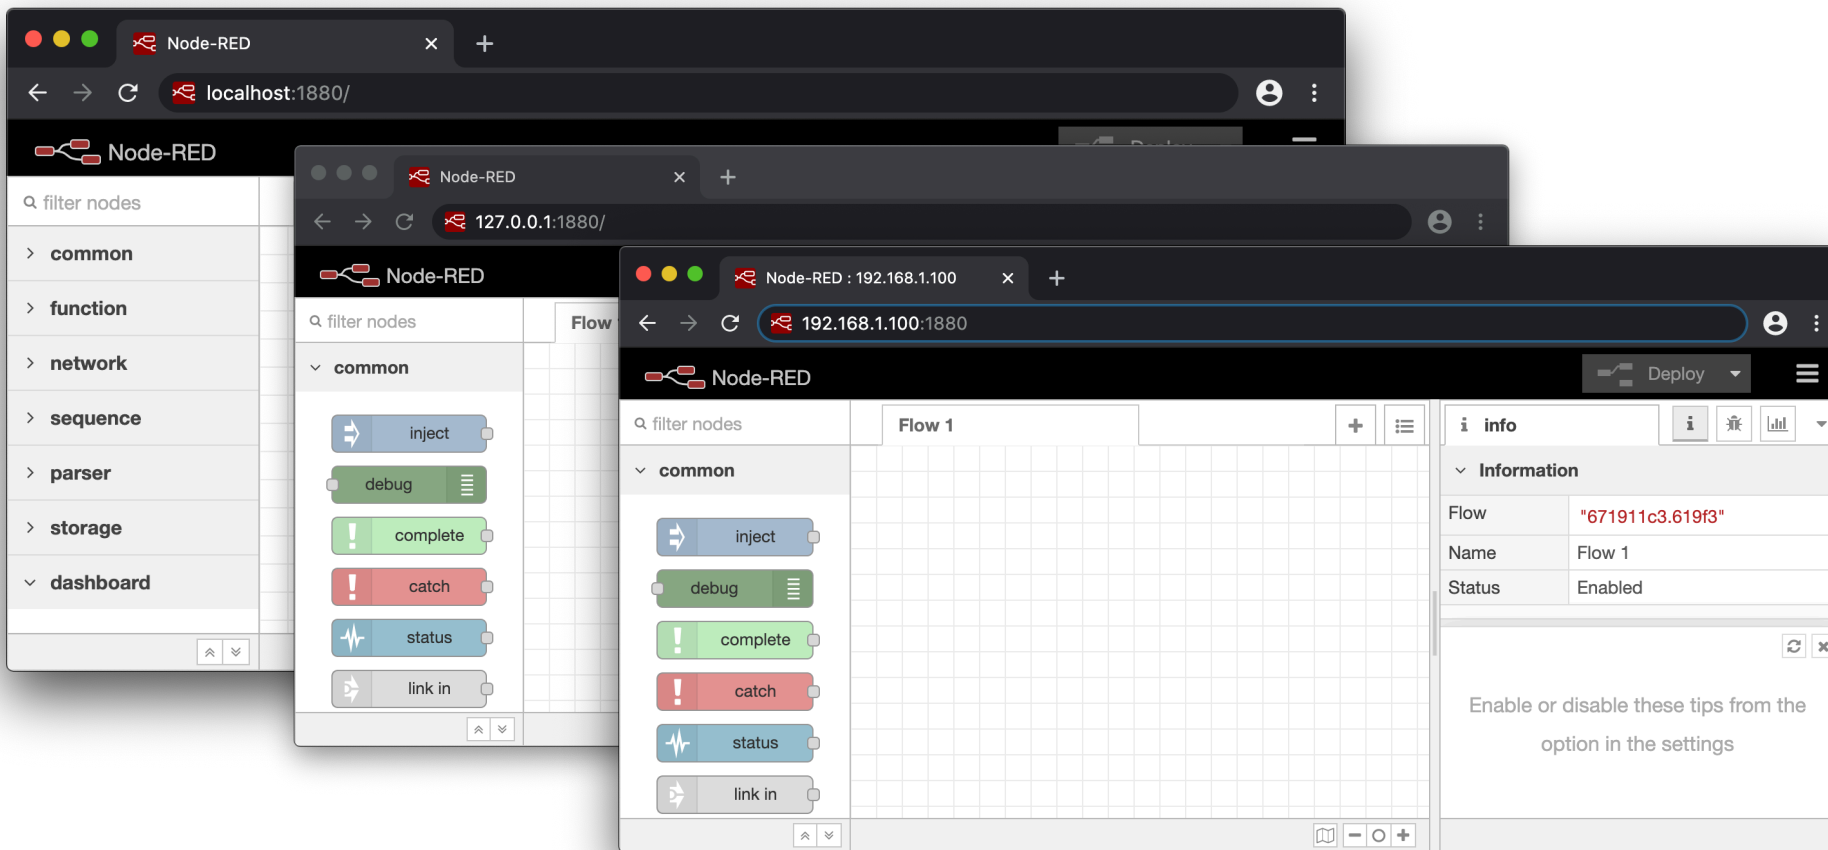 Node-RED
localhost:1880/
Node-RED
Deploy
filter nodes
common
function
network
sequence
parser
storage
dashboard
Node-RED
127.0.0.1:1880/
Node-RED
filter nodes
Flow
common
inject
debug
complete
catch
status
link in
Node-RED : 192.168.1.100
192.168.1.100:1880
Node-RED
Deploy
filter nodes
Flow 1
common
inject
debug
complete
catch
status
link in
info
Information
Flow "671911c3.619f3"
Name Flow 1
Status Enabled
Enable or disable these tips from the
option in the settings